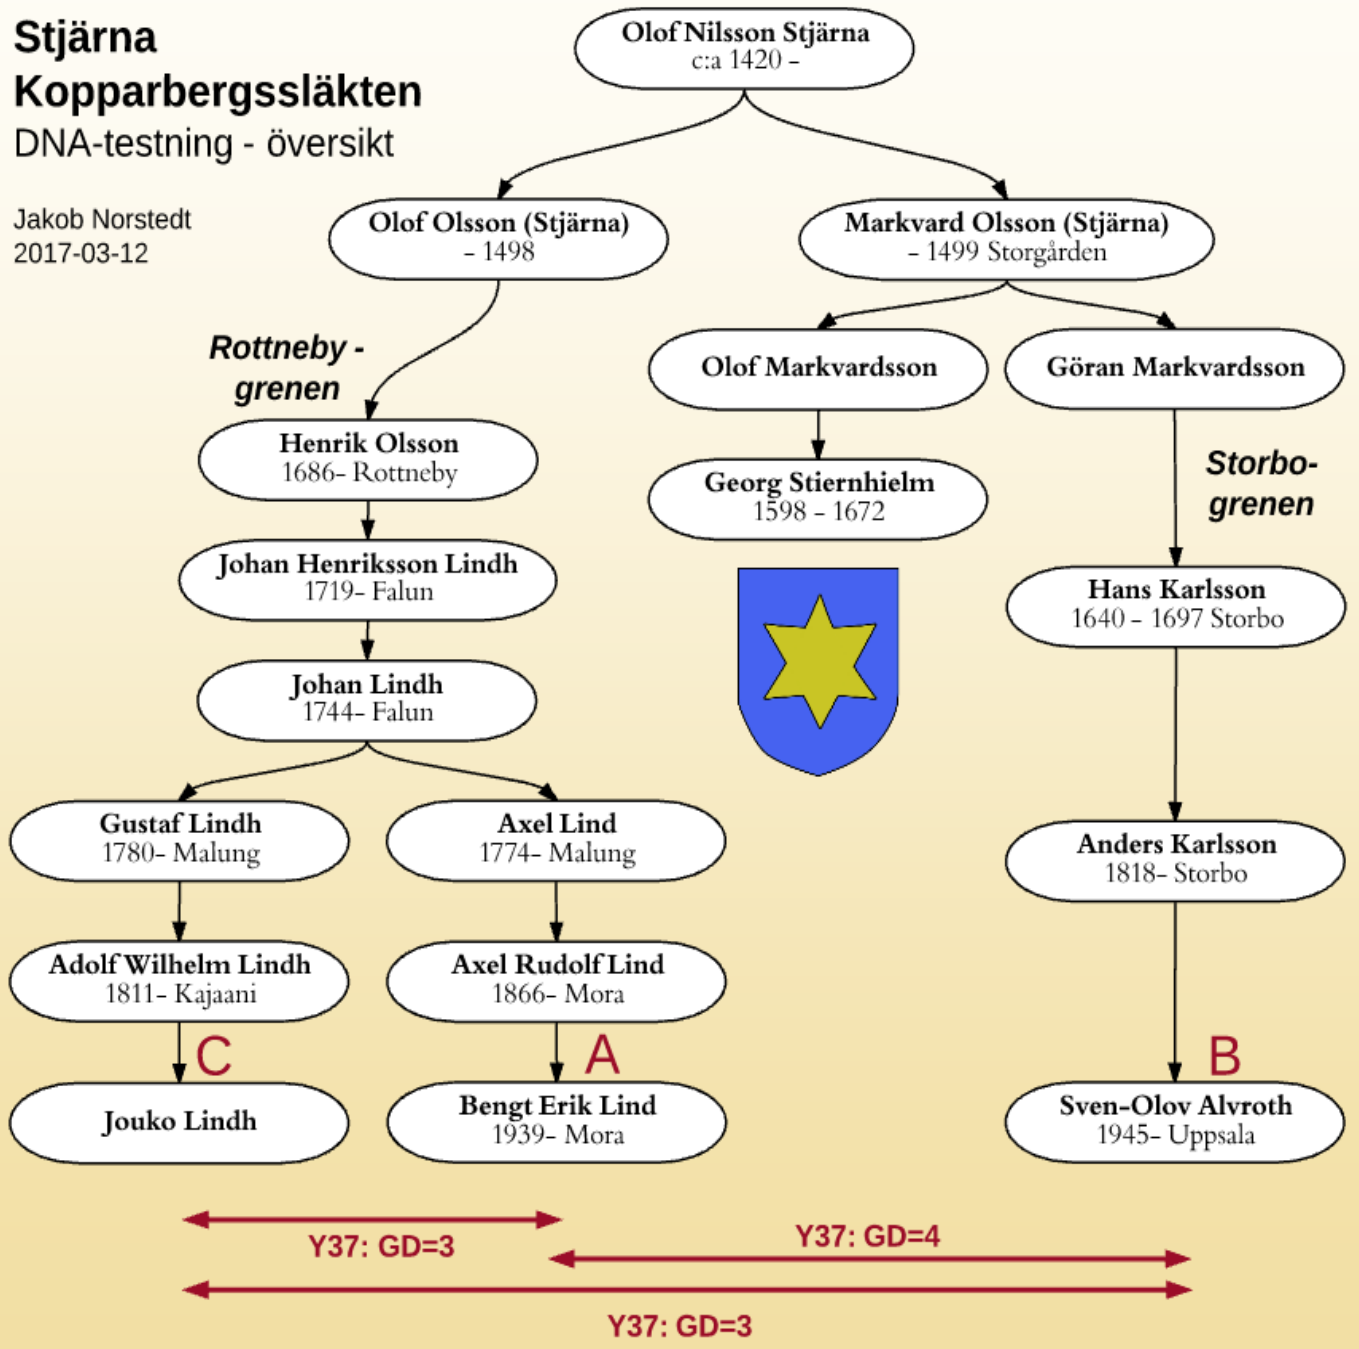 Stjärna
Kopparbergssläkten
DNA-testning - översikt
Jakob Norstedt
2017-03-12
Olof Nilsson Stjärna
c:a 1420 -
Olof Olsson (Stjärna)
- 1498
Markvard Olsson (Stjärna)
- 1499 Storgården
Rottneby -
grenen
Olof Markvardsson
Göran Markvardsson
Henrik Olsson
1686- Rottneby
Georg Stiernhielm
1598 - 1672
Storbo-
grenen
Johan Henriksson Lindh
1719- Falun
Hans Karlsson
1640 - 1697 Storbo
Johan Lindh
1744- Falun
Gustaf Lindh
1780- Malung
Axel Lind
1774- Malung
Anders Karlsson
1818- Storbo
Adolf Wilhelm Lindh
1811- Kajaani
Axel Rudolf Lind
1866- Mora
C
A
B
Jouko Lindh
Bengt Erik Lind
1939- Mora
Sven-Olov Alvroth
1945- Uppsala
Y37: GD=3
Y37: GD=4
Y37: GD=3